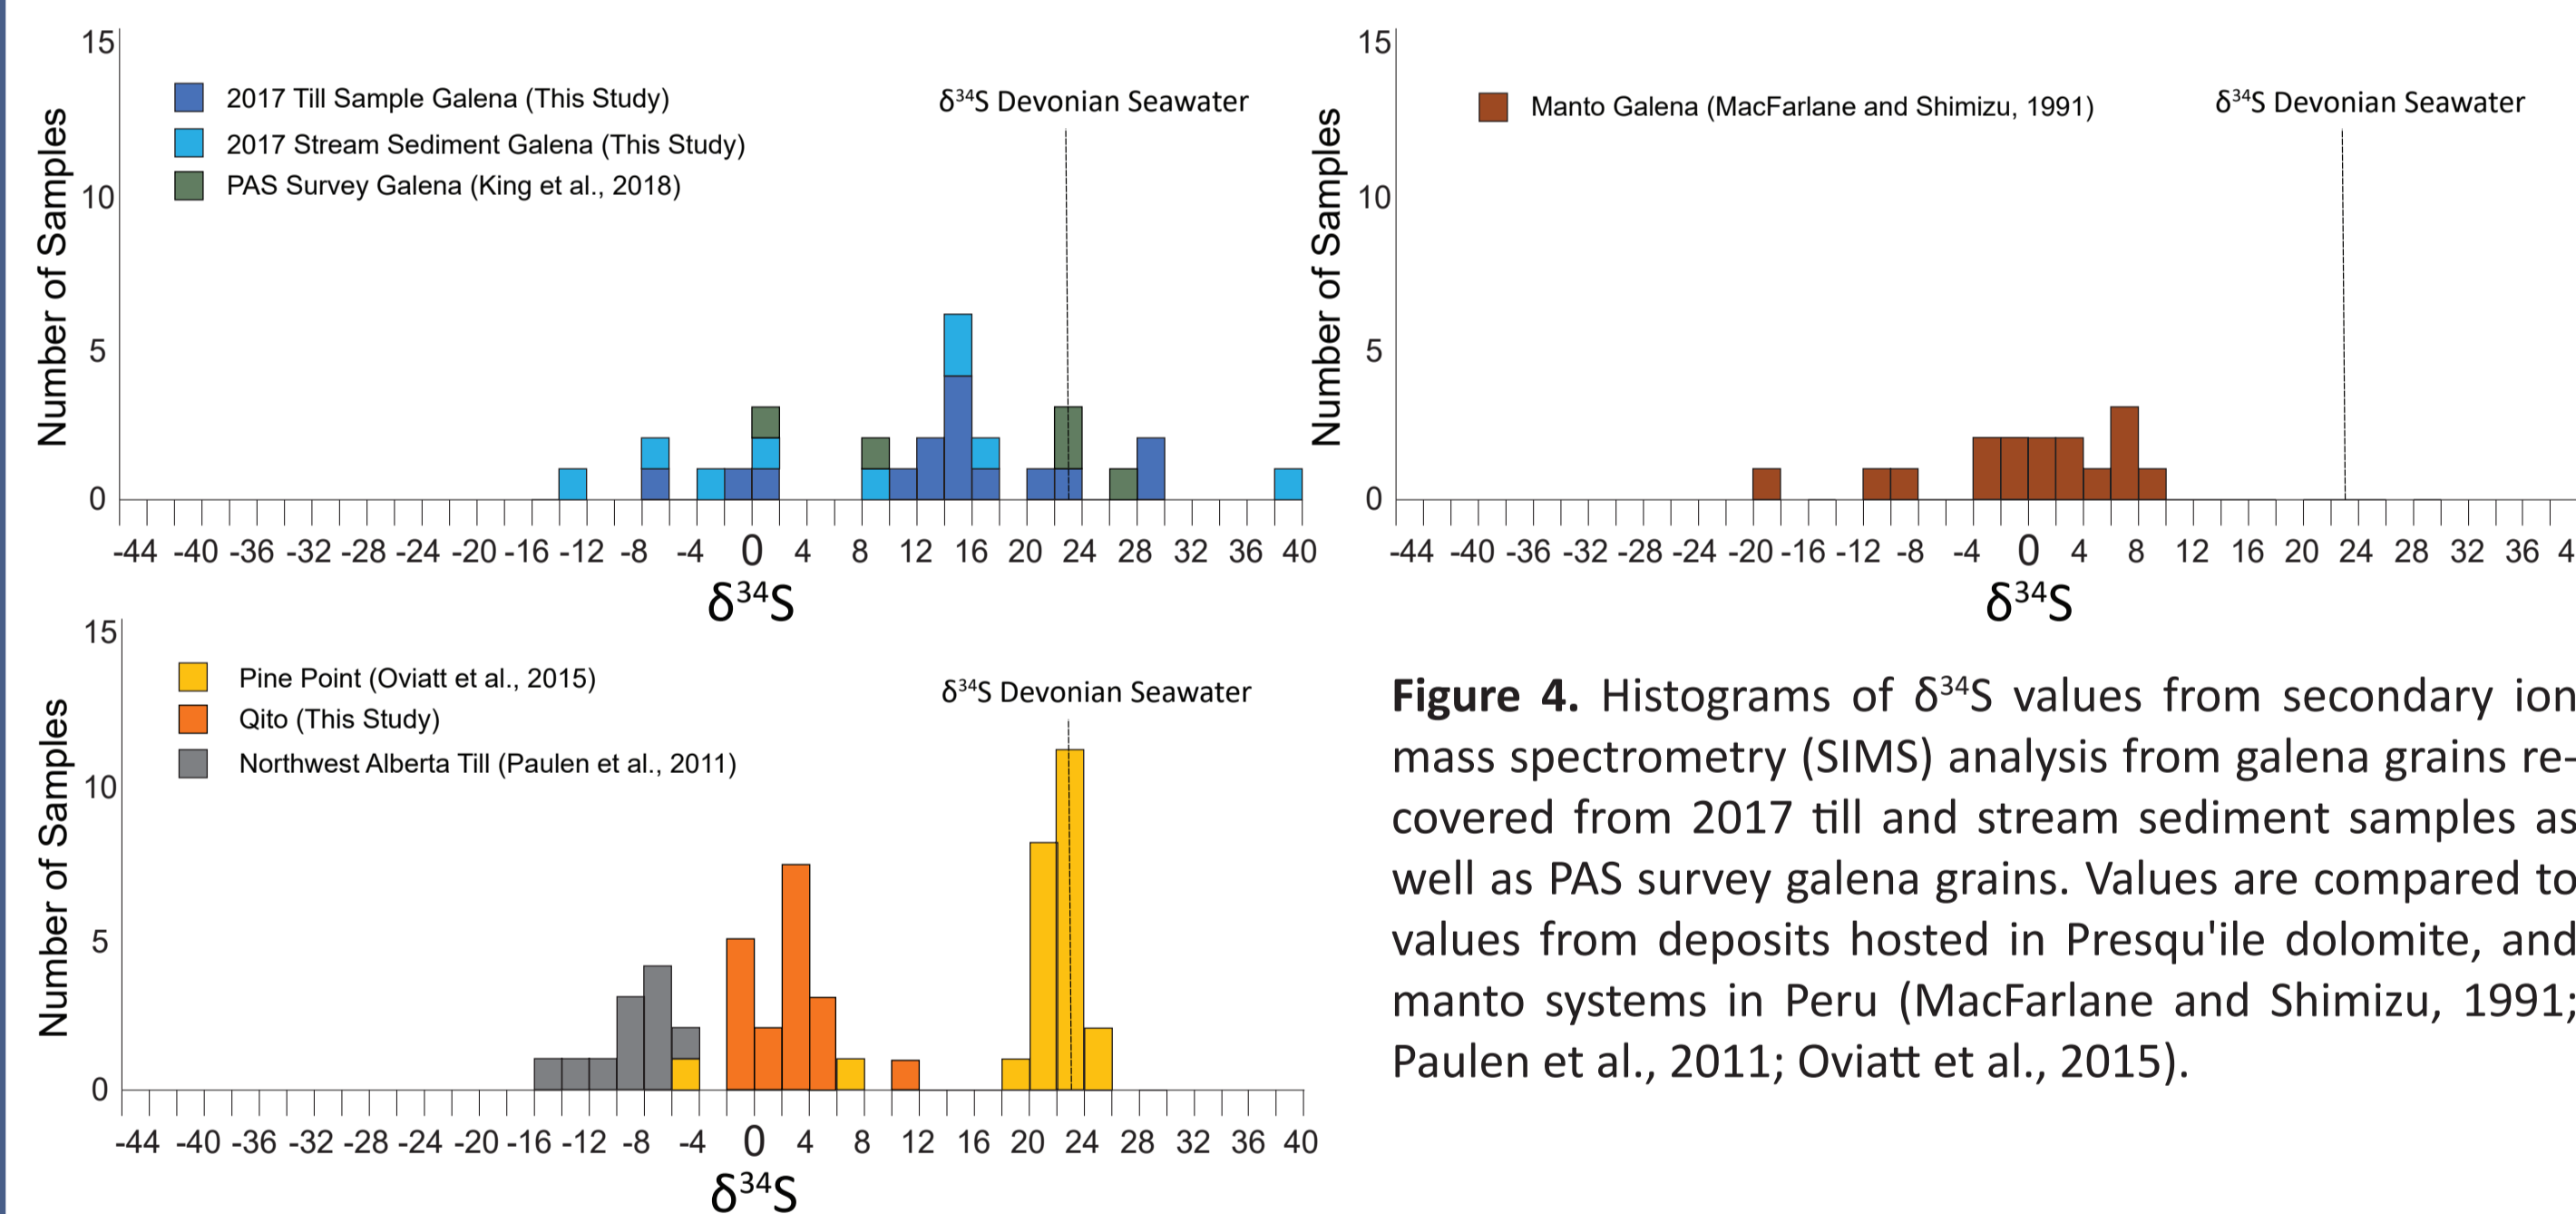 15
10
5
0
Number of Samples
2017 Till Sample Galena (This Study)
2017 Stream Sediment Galena (This Study)
PAS Survey Galena (King et al., 2018)
δ³⁴S Devonian Seawater
-44 -40 -36 -32 -28 -24 -20 -16 -12 -8 -4 0 4 8 12 16 20 24 28 32 36 40
δ³⁴S
15
10
5
0
Number of Samples
Manto Galena (MacFarlane and Shimizu, 1991)
δ³⁴S Devonian Seawater
-44 -40 -36 -32 -28 -24 -20 -16 -12 -8 -4 0 4 8 12 16 20 24 28 32 36 4
δ³⁴S
15
10
5
0
Number of Samples
Pine Point (Oviatt et al., 2015)
Qito (This Study)
Northwest Alberta Till (Paulen et al., 2011)
δ³⁴S Devonian Seawater
-44 -40 -36 -32 -28 -24 -20 -16 -12 -8 -4 0 4 8 12 16 20 24 28 32 36 40
δ³⁴S
Figure 4. Histograms of δ³⁴S values from secondary ion
mass spectrometry (SIMS) analysis from galena grains re-
covered from 2017 till and stream sediment samples as
well as PAS survey galena grains. Values are compared to
values from deposits hosted in Presqu'ile dolomite, and
manto systems in Peru (MacFarlane and Shimizu, 1991;
Paulen et al., 2011; Oviatt et al., 2015).